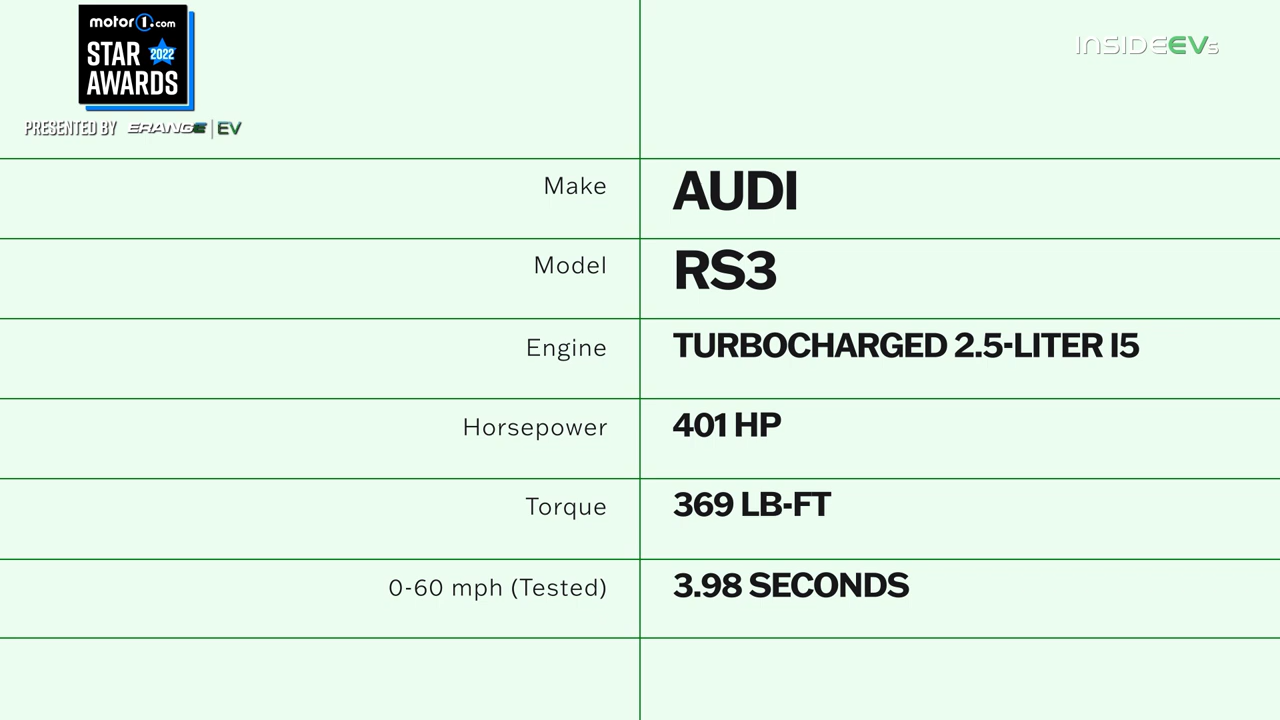 motor1.com
STAR 2022
AWARDS
PRESENTED BY ERANGE | EV
INSIDEEVs
Make AUDI
Model RS3
Engine TURBOCHARGED 2.5-LITER I5
Horsepower 401 HP
Torque 369 LB-FT
0-60 mph (Tested) 3.98 SECONDS